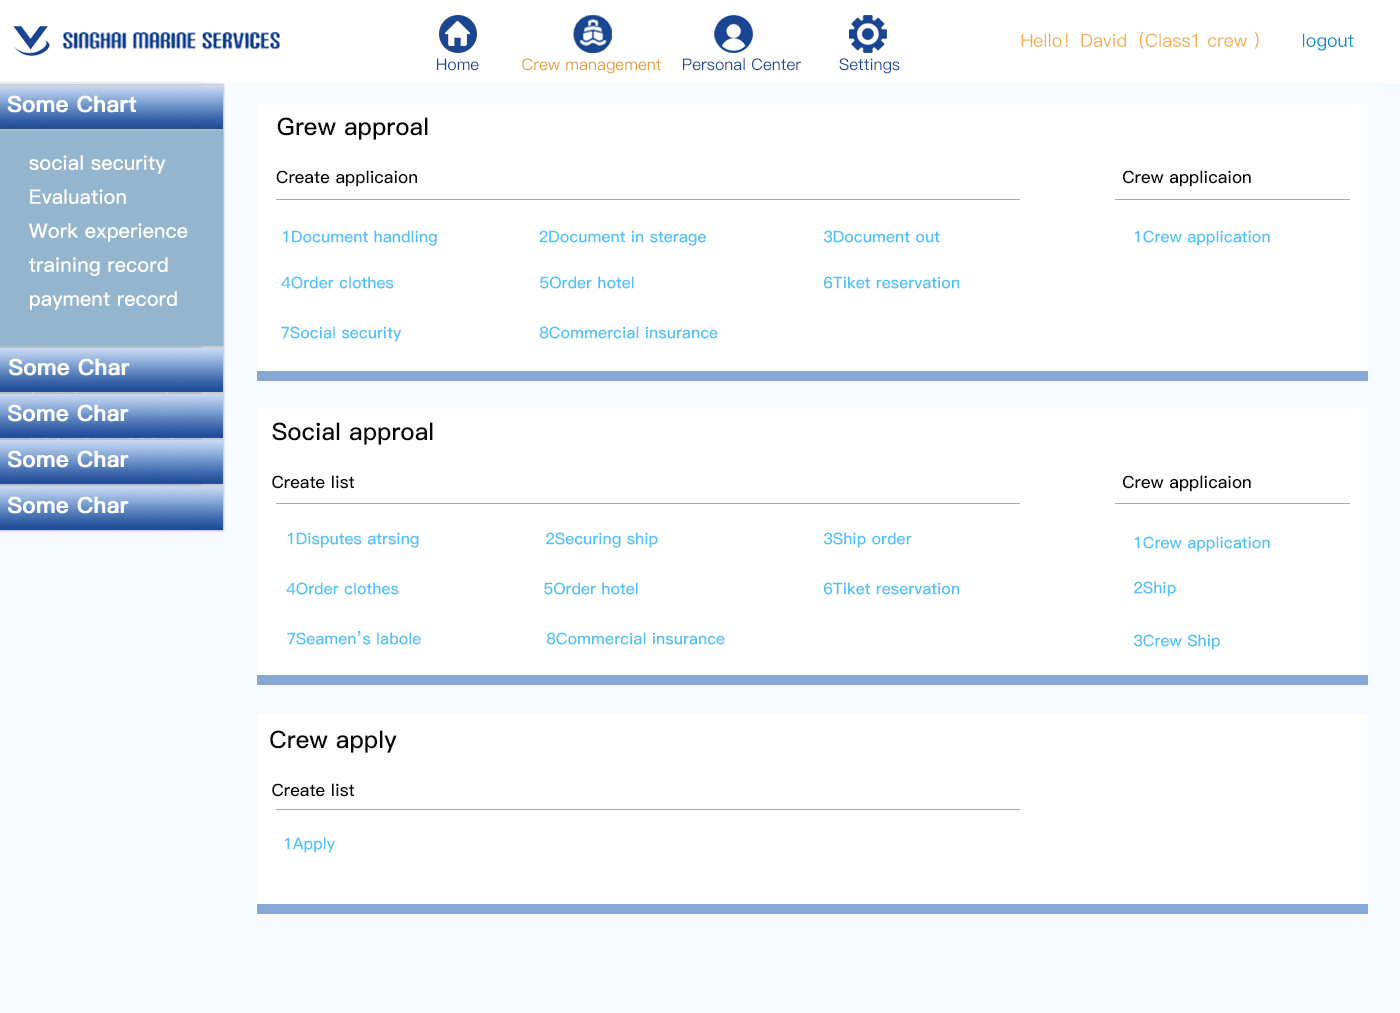 SINGHAI MARINE SERVICES
Home
Crew management
Personal Center
Settings
Hello! David (Class1 crew )
logout
Some Chart
social security
Evaluation
Work experience
training record
payment record
Some Char
Some Char
Some Char
Some Char
Grew approal
Create applicaion
1Document handling
2Document in sterage
3Document out
4Order clothes
5Order hotel
6Tiket reservation
7Social security
8Commercial insurance
Crew applicaion
1Crew application
Social approal
Create list
1Disputes atrsing
2Securing ship
3Ship order
4Order clothes
5Order hotel
6Tiket reservation
7Seamen's labole
8Commercial insurance
Crew applicaion
1Crew application
2Ship
3Crew Ship
Crew apply
Create list
1Apply